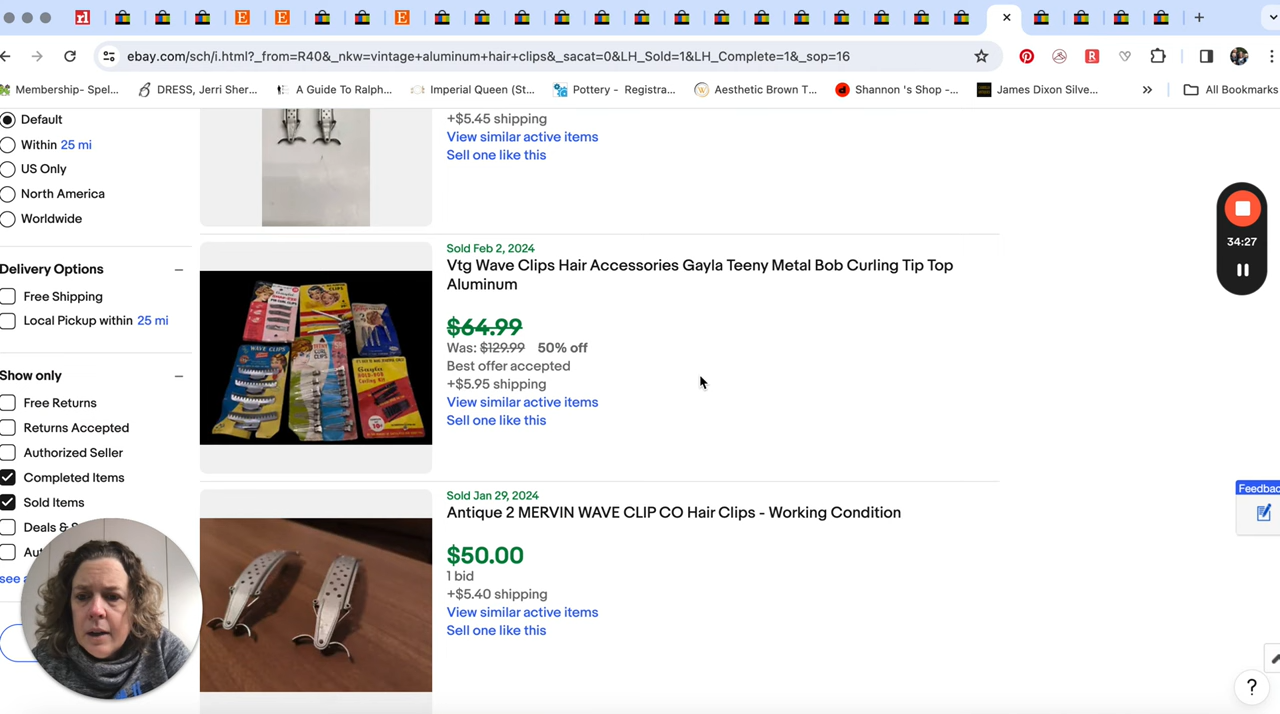 ebay.com/sch/i.html?_from=R40&_nkw=vintage+aluminum+hair+clips&_sacat=0&LH_Sold=1&LH_Complete=1&_sop=16
Membership- Spel...
DRESS, Jerri Sher...
A Guide To Ralph...
Imperial Queen (St...
Pottery - Registra...
Aesthetic Brown T...
Shannon 's Shop -...
James Dixon Silve...
»
All Bookmarks
Default
Within 25 mi
US Only
North America
Worldwide
Delivery Options
Free Shipping
Local Pickup within 25 mi
Show only
Free Returns
Returns Accepted
Authorized Seller
Completed Items
Sold Items
Deals &
see
+$5.45 shipping
View similar active items
Sell one like this
Sold Feb 2, 2024
Vtg Wave Clips Hair Accessories Gayla Teeny Metal Bob Curling Tip Top
Aluminum
$64.99
Was: $129.99 50% off
Best offer accepted
+$5.95 shipping
View similar active items
Sell one like this
WAVE CLIPS
Gayla
Sold Jan 29, 2024
Antique 2 MERVIN WAVE CLIP CO Hair Clips - Working Condition
$50.00
1 bid
+$5.40 shipping
View similar active items
Sell one like this
34:27
Feedbac
?